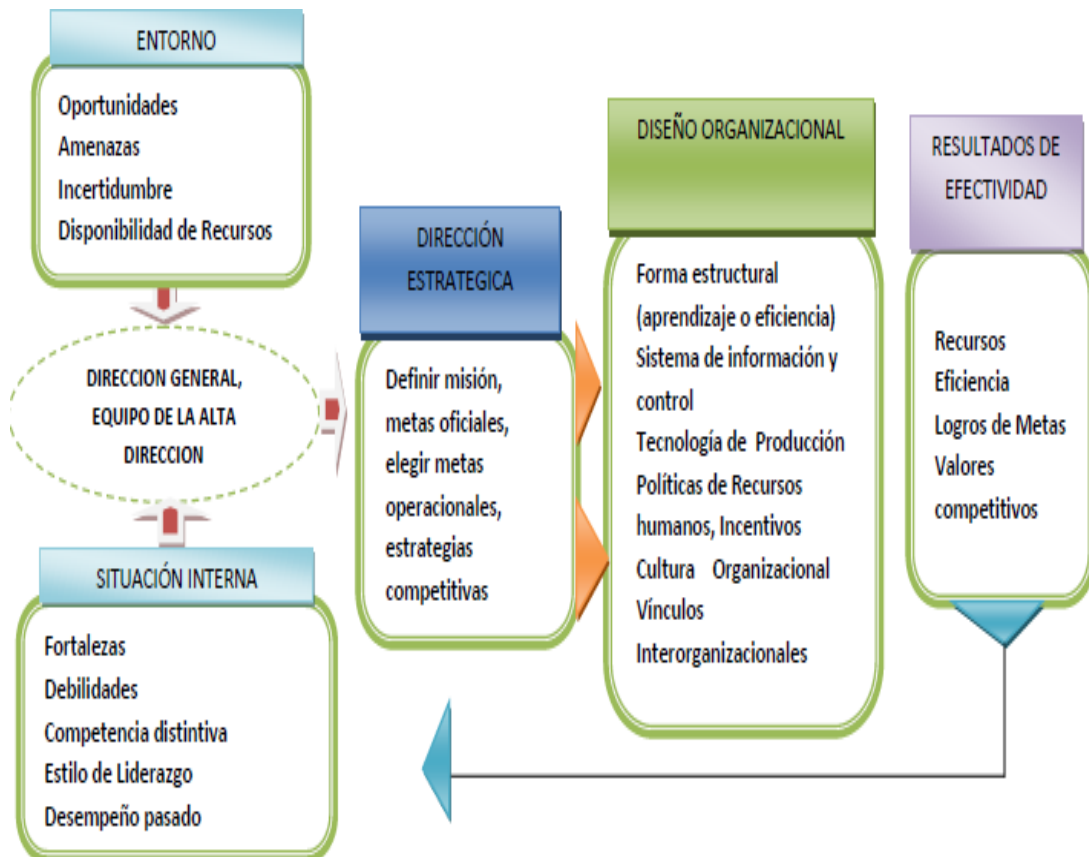 ENTORNO
Oportunidades
Amenazas
Incertidumbre
Disponibilidad de Recursos
DIRECCION GENERAL,
EQUIPO DE LA ALTA
DIRECCION
SITUACIÓN INTERNA
Fortalezas
Debilidades
Competencia distintiva
Estilo de Liderazgo
Desempeño pasado
DIRECCIÓN
ESTRATEGICA
Definir misión,
metas oficiales,
elegir metas
operacionales,
estrategias
competitivas
DISEÑO ORGANIZACIONAL
Forma estructural
(aprendizaje o eficiencia)
Sistema de información y
control
Tecnología de Producción
Políticas de Recursos
humanos, Incentivos
Cultura Organizacional
Vínculos
Interorganizacionales
RESULTADOS DE
EFECTIVIDAD
Recursos
Eficiencia
Logros de Metas
Valores
competitivos